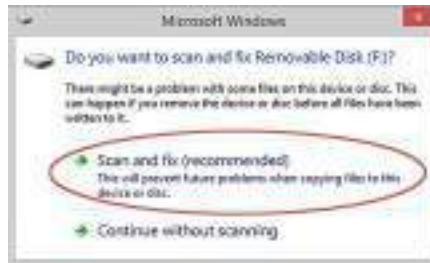 Microsoft Windows
Do you want to scan and fix Removable Disk (F:)?
There might be a problem with some files on this device or disc. This
can happen if you remove the device or disc before all files have been
written to it.
Scan and fix (recommended)
This will prevent future problems when copying files to this
device or disc.
Continue without scanning